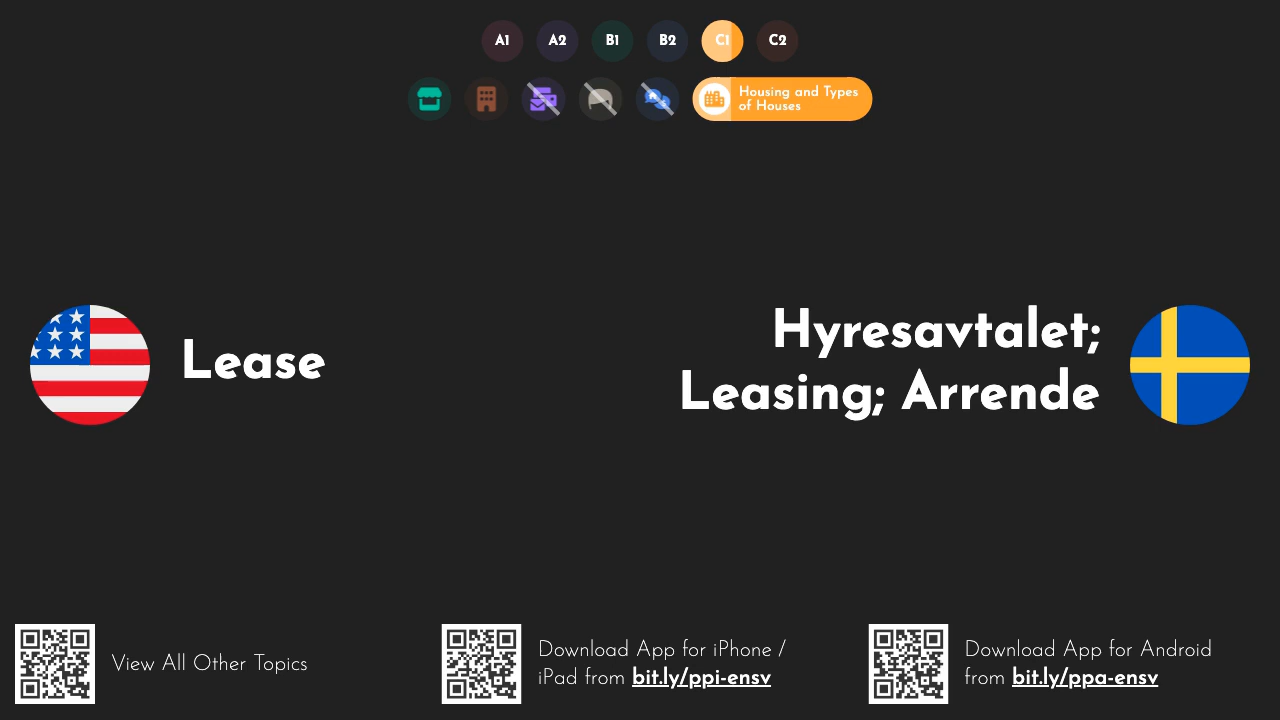 A1 A2 B1 B2 C1 C2
Housing and Types
of Houses
Lease
Hyresavtalet;
Leasing; Arrende
View All Other Topics
Download App for iPhone /
iPad from bit.ly/ppi-ensv
Download App for Android
from bit.ly/ppa-ensv